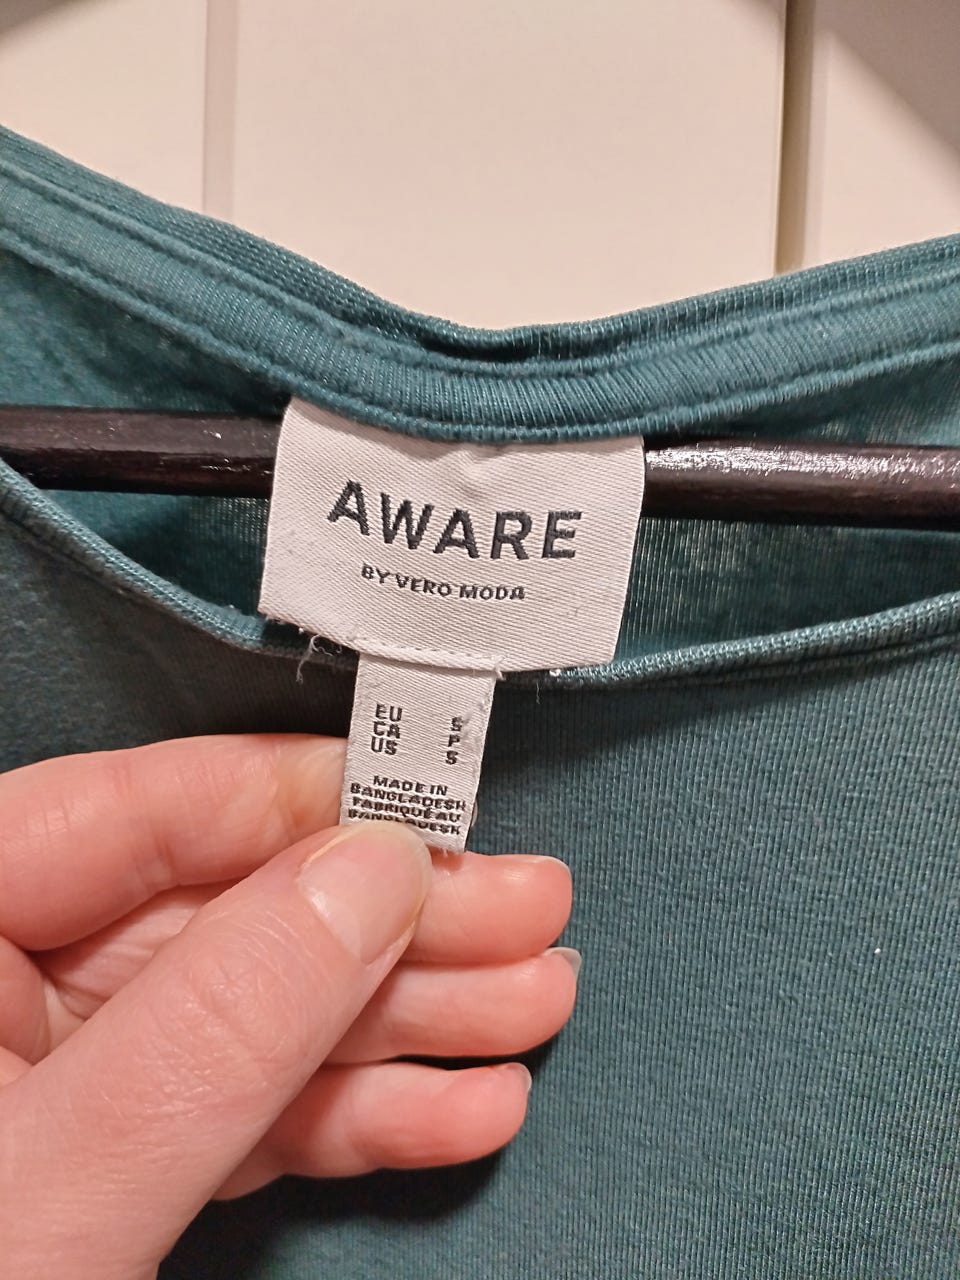 AWARE
BY VERO MODA
EU S
CA P
US S
MADE IN
BANGLADESH
FABRIQUÉ AU
BANGLADESH